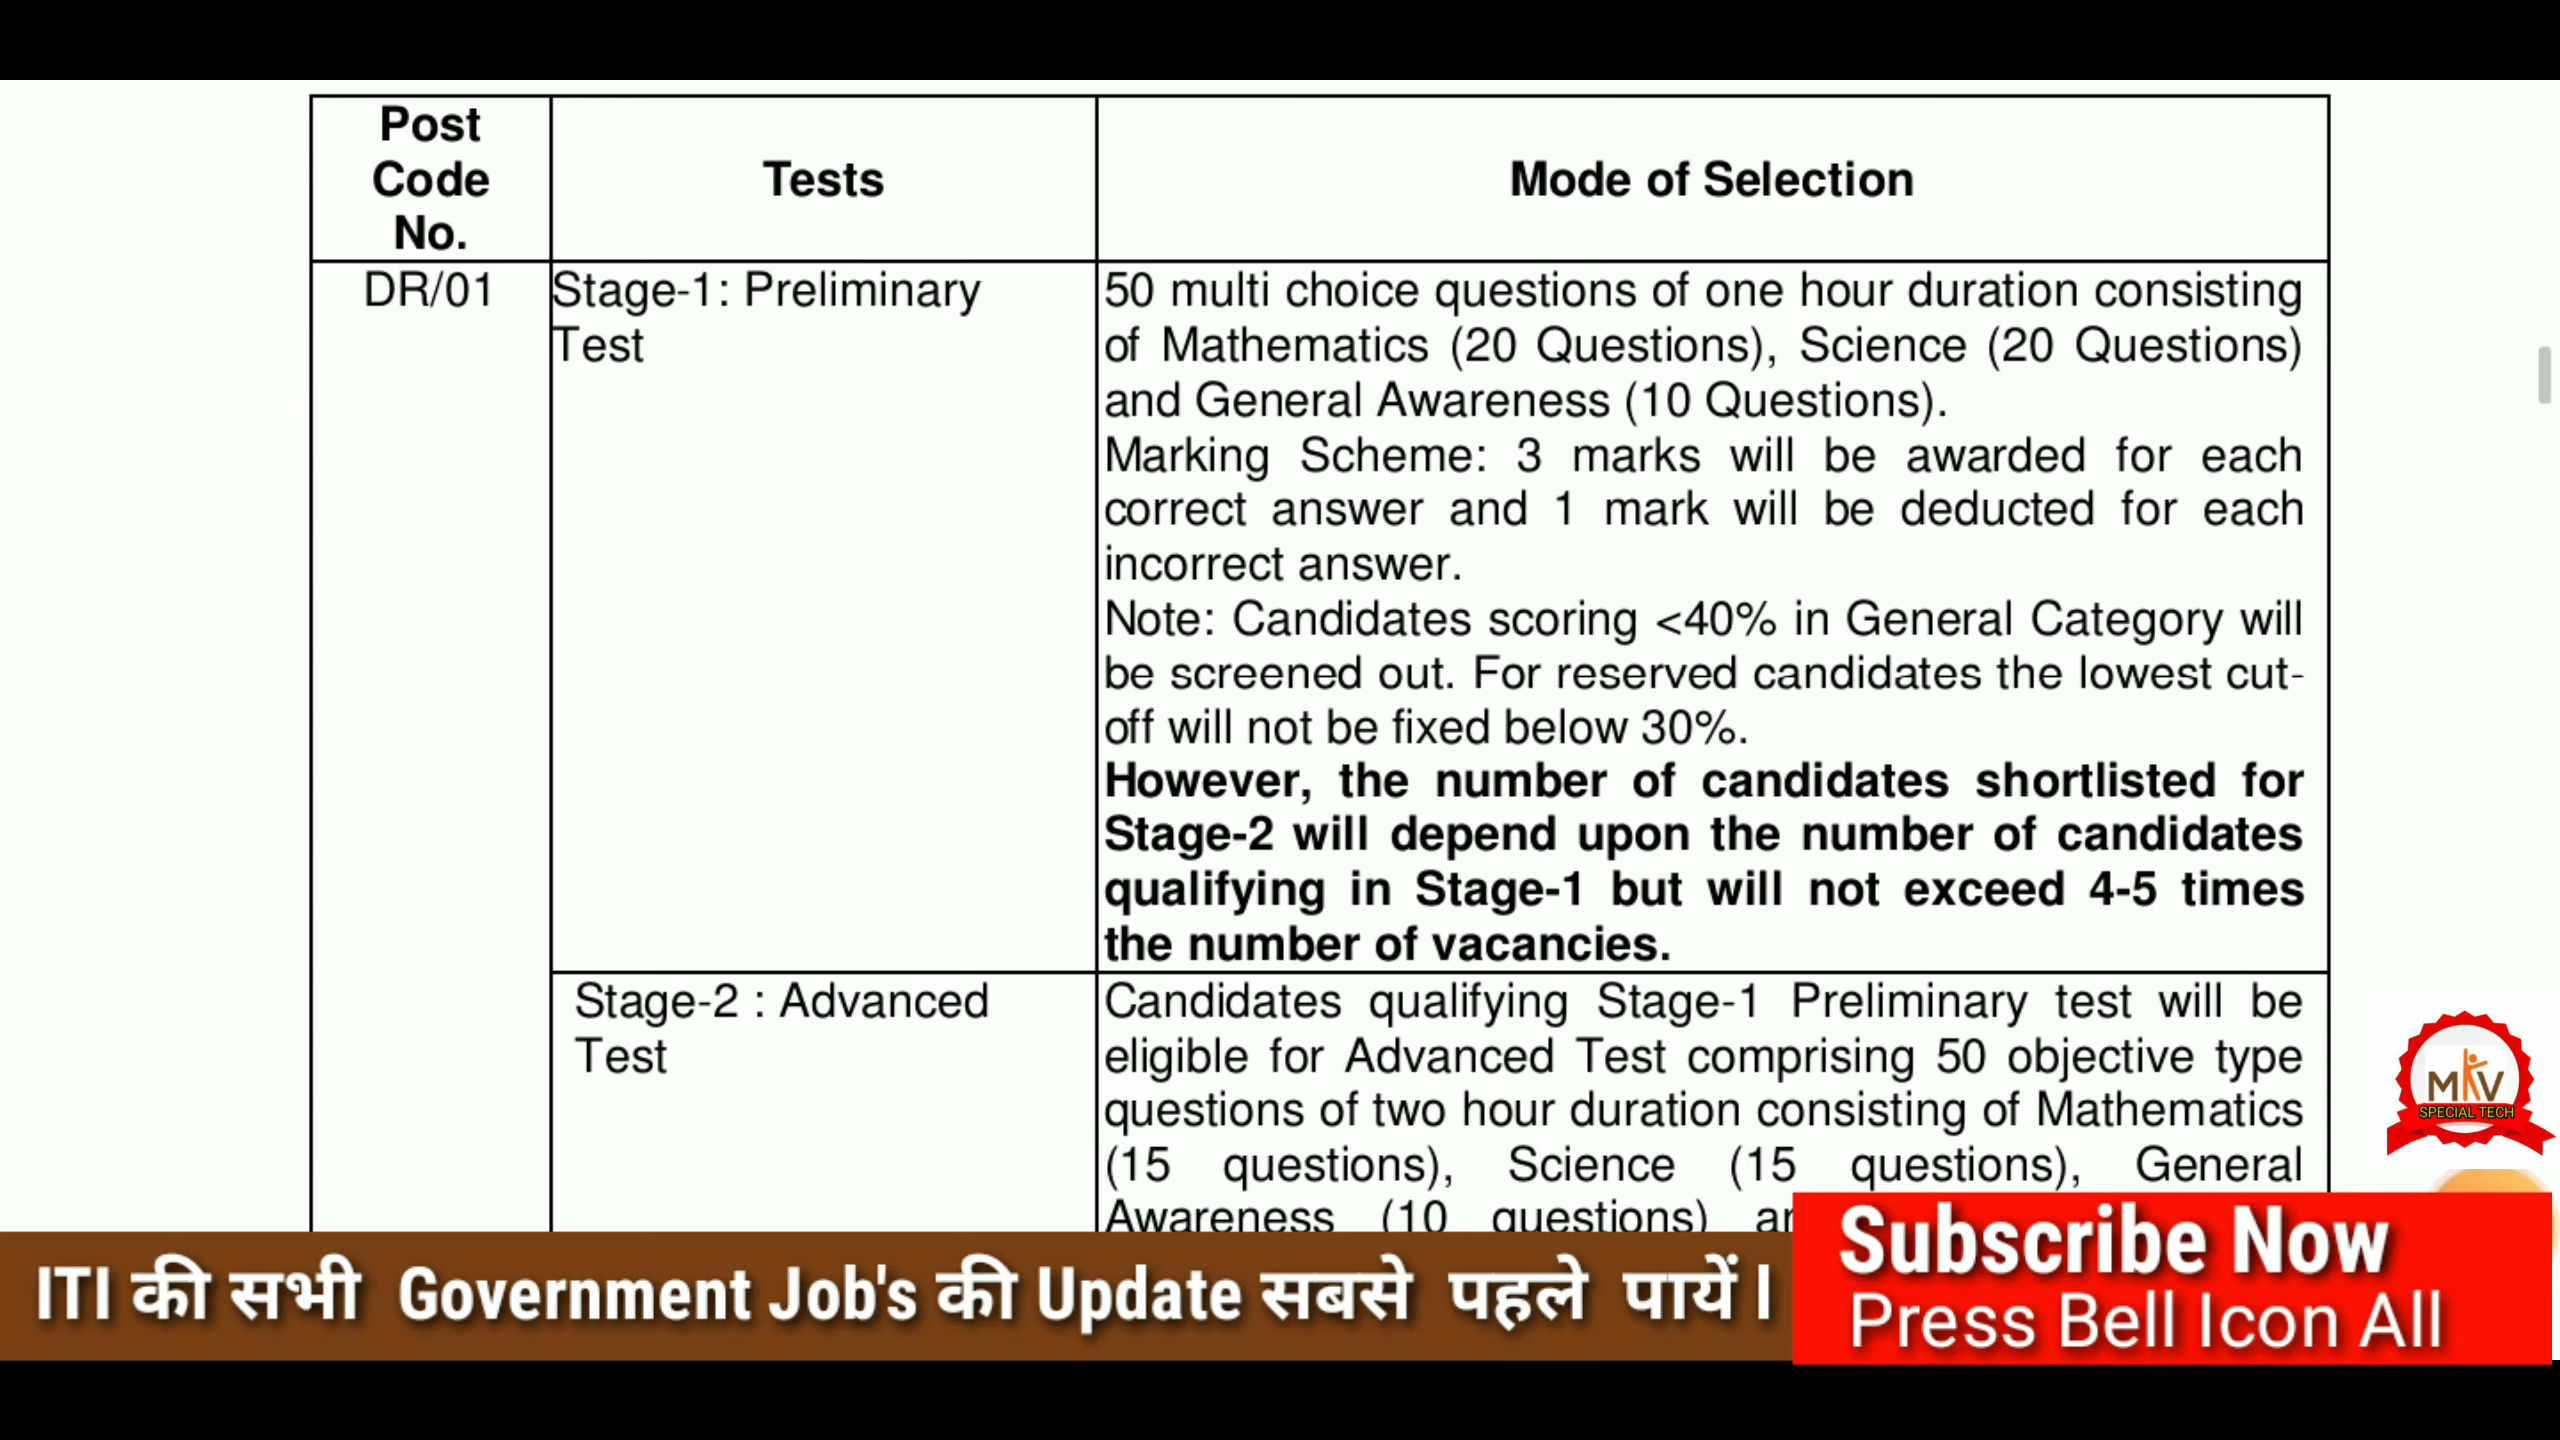 Post
Code
No.
Tests
Mode of Selection
DR/01
Stage-1: Preliminary
Test
50 multi choice questions of one hour duration consisting
of Mathematics (20 Questions), Science (20 Questions)
and General Awareness (10 Questions).
Marking Scheme: 3 marks will be awarded for each
correct answer and 1 mark will be deducted for each
incorrect answer.
Note: Candidates scoring <40% in General Category will
be screened out. For reserved candidates the lowest cut-
off will not be fixed below 30%.
However, the number of candidates shortlisted for
Stage-2 will depend upon the number of candidates
qualifying in Stage-1 but will not exceed 4-5 times
the number of vacancies.
Stage-2 : Advanced
Test
Candidates qualifying Stage-1 Preliminary test will be
eligible for Advanced Test comprising 50 objective type
questions of two hour duration consisting of Mathematics
(15 questions), Science (15 questions), General
Awareness (10 questions)
MKV
SPECIAL TECH
ITI की सभी Government Job's की Update सबसे पहले पायें।
Subscribe Now
Press Bell Icon All